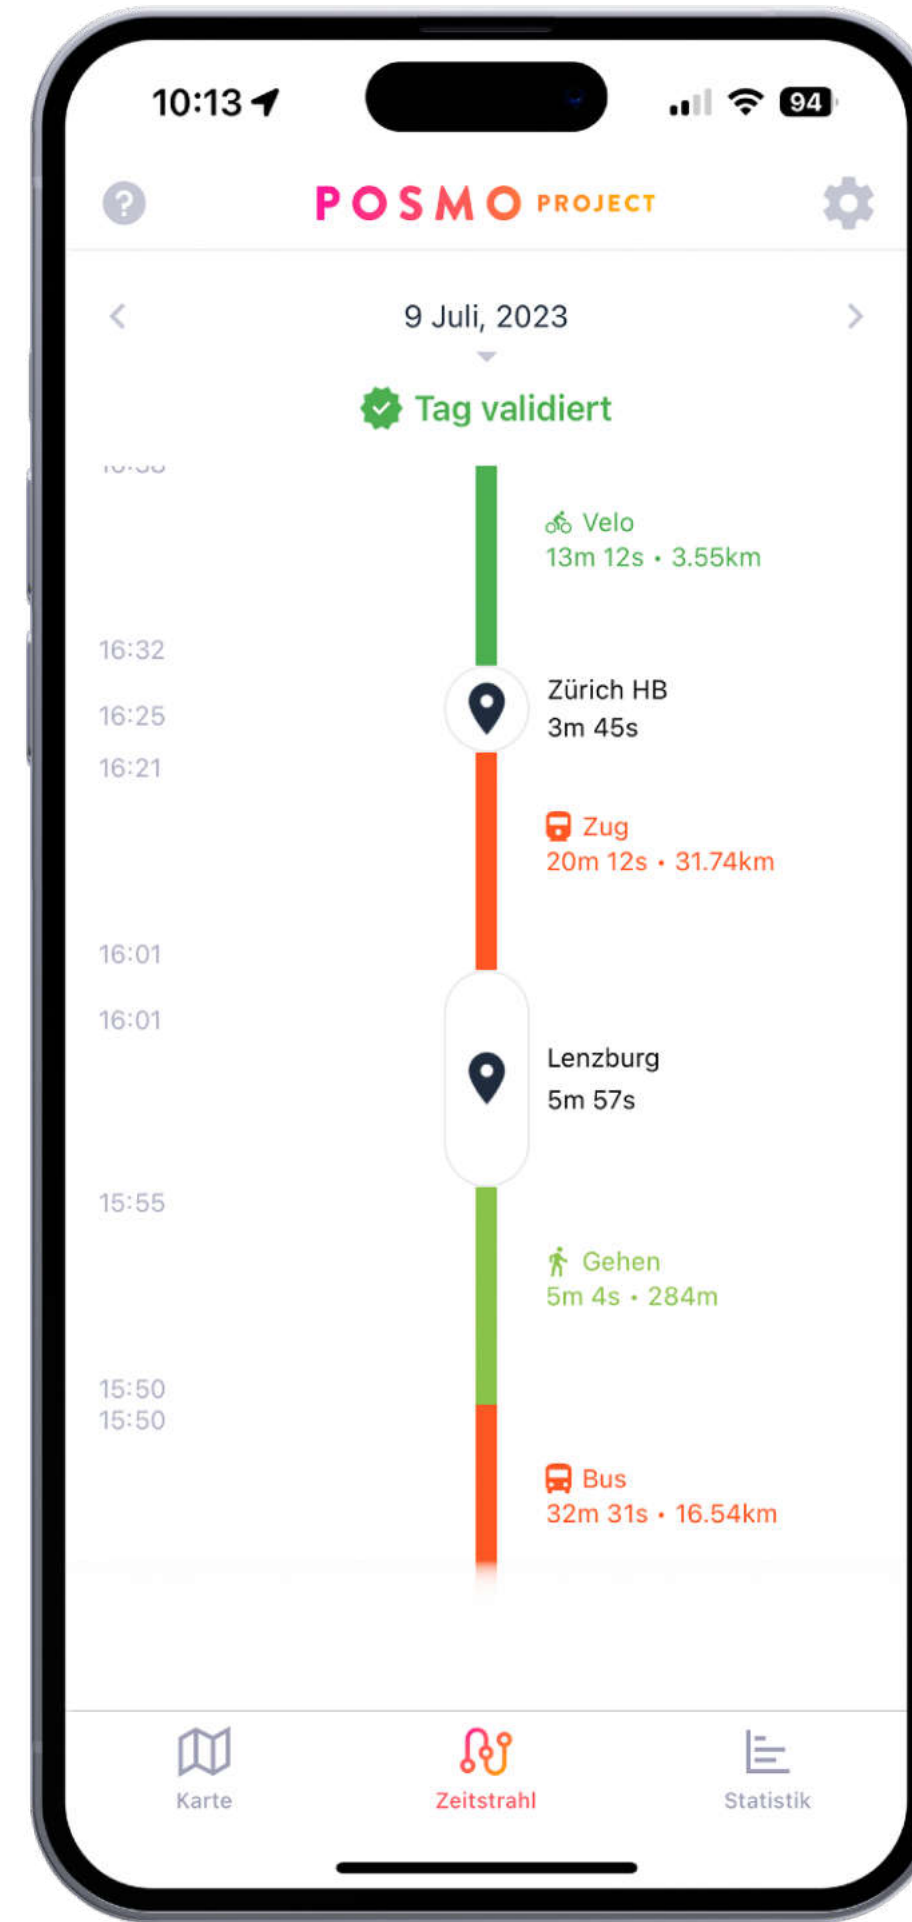 10:13
94
POSMO PROJECT
9 Juli, 2023
Tag validiert
Velo
13m 12s • 3.55km
16:32
Zürich HB
16:25
3m 45s
16:21
Zug
20m 12s • 31.74km
16:01
16:01
Lenzburg
5m 57s
15:55
Gehen
5m 4s • 284m
15:50
15:50
Bus
32m 31s • 16.54km
Karte
Zeitstrahl
Statistik